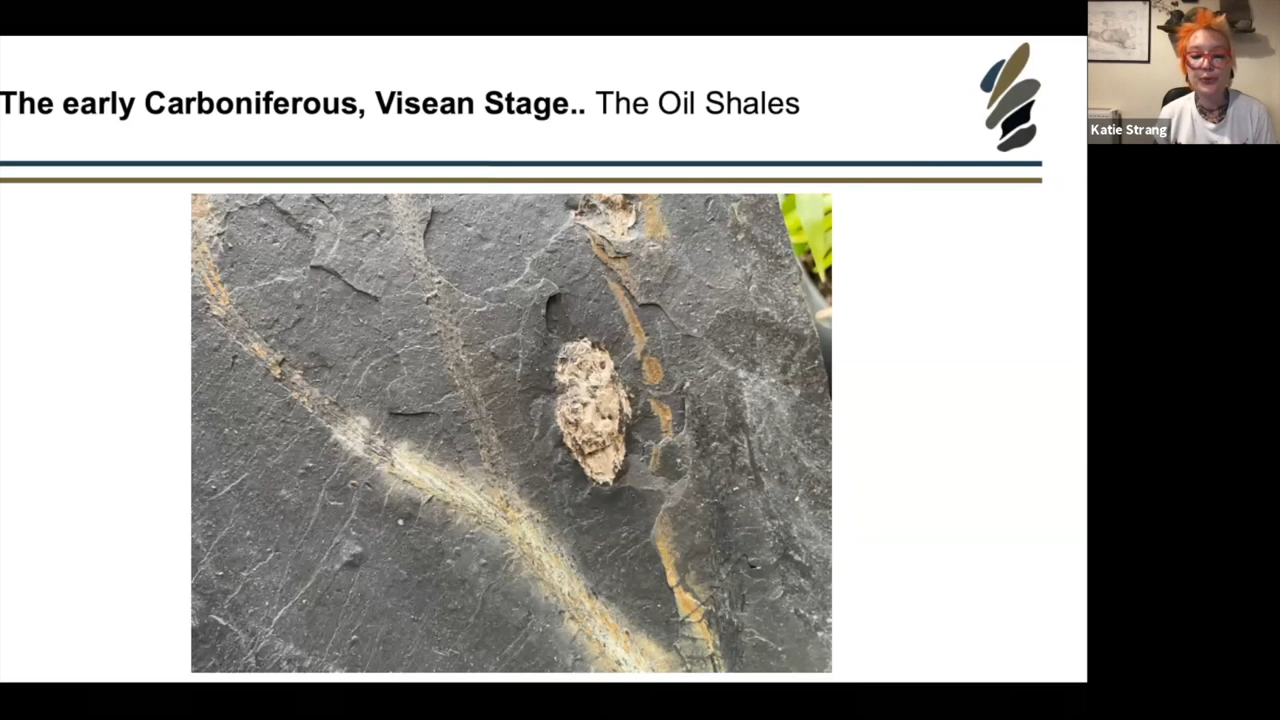 The early Carboniferous, Visean Stage.. The Oil Shales
Katie Strang